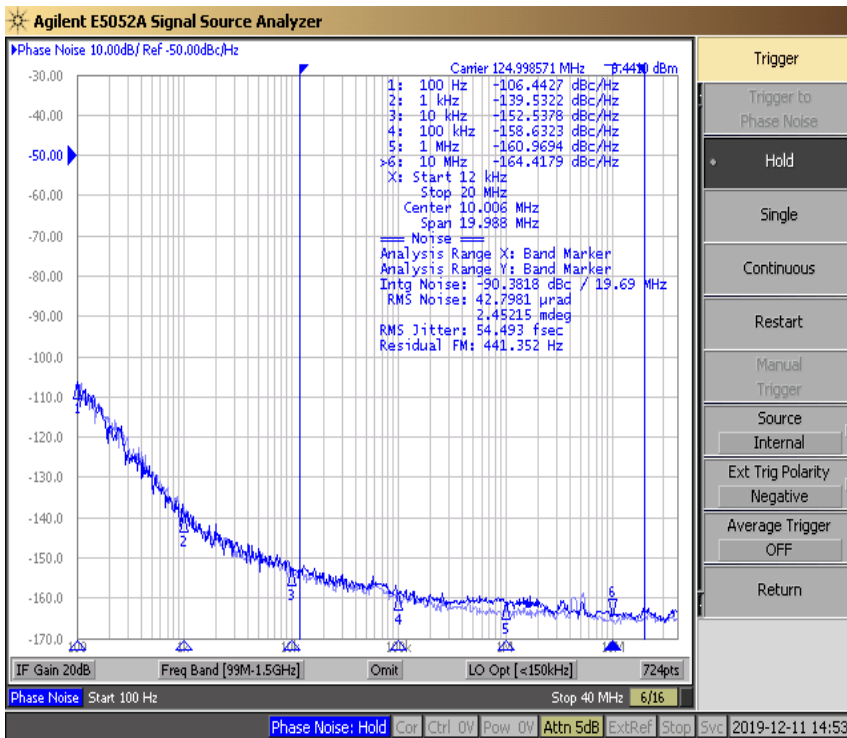 Agilent E5052A Signal Source Analyzer
Phase Noise 10.00dB/ Ref -50.00dBc/Hz
Carrier 124.998571 MHz
dBm
1: 100 Hz -106.4427 dBc/Hz
2: 1 kHz -139.5322 dBc/Hz
3: 10 kHz -152.5378 dBc/Hz
4: 100 kHz -158.6323 dBc/Hz
5: 1 MHz -160.9694 dBc/Hz
>6: 10 MHz -164.4179 dBc/Hz
X: Start 12 kHz
Stop 20 MHz
Center 10.006 MHz
Span 19.988 MHz
=== Noise ===
Analysis Range X: Band Marker
Analysis Range Y: Band Marker
Intg Noise: -90.3818 dBc / 19.69 MHz
RMS Noise: 42.7981 µrad
2.45215 mdeg
RMS Jitter: 54.493 fsec
Residual FM: 441.352 Hz
-30.00
-40.00
-50.00
-60.00
-70.00
-80.00
-90.00
-100.0
-110.0
-120.0
-130.0
-140.0
-150.0
-160.0
-170.0
1
2
3
4
5
6
IF Gain 20dB
Freq Band [99M-1.5GHz]
Omit
LO Opt [<150kHz]
724pts
Phase Noise Start 100 Hz
Stop 40 MHz
6/16
Phase Noise: Hold
Cor
Ctrl 0V
Pow 0V
Attn 5dB
ExtRef
Stop
Svc
2019-12-11 14:53
Trigger
Trigger to
Phase Noise
Hold
Single
Continuous
Restart
Manual
Trigger
Source
Internal
Ext Trig Polarity
Negative
Average Trigger
OFF
Return